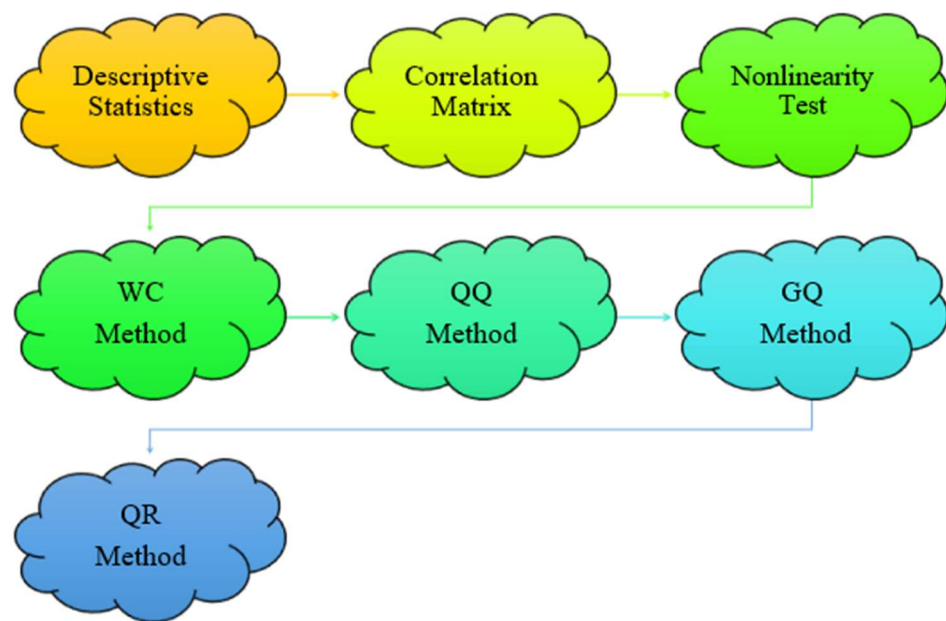 Descriptive
Statistics
Correlation
Matrix
Nonlinearity
Test
WC
Method
QQ
Method
GQ
Method
QR
Method